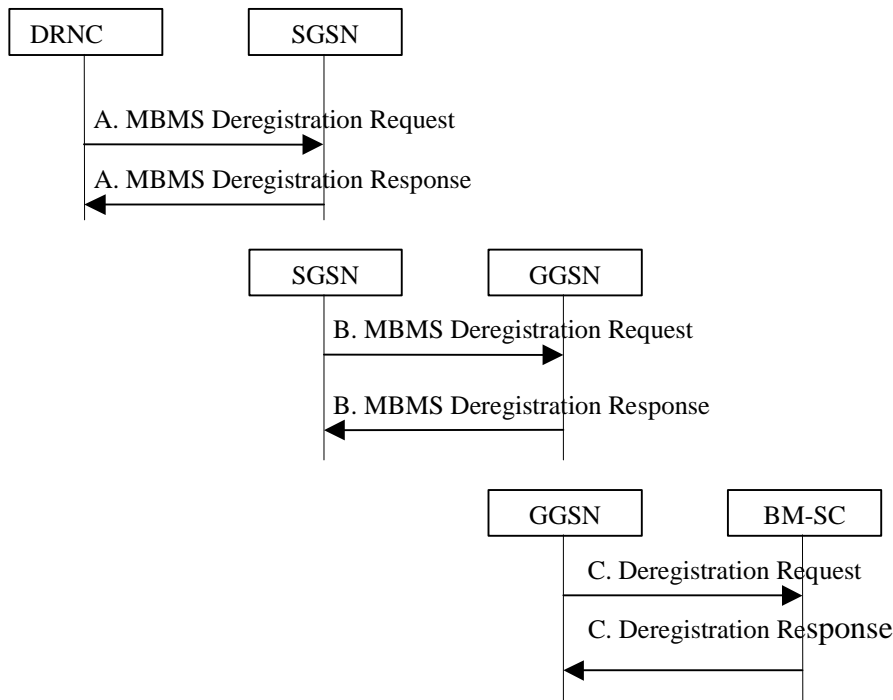 DRNC
SGSN
A. MBMS Deregistration Request
A. MBMS Deregistration Response
SGSN
GGSN
B. MBMS Deregistration Request
B. MBMS Deregistration Response
GGSN
BM-SC
C. Deregistration Request
C. Deregistration Response